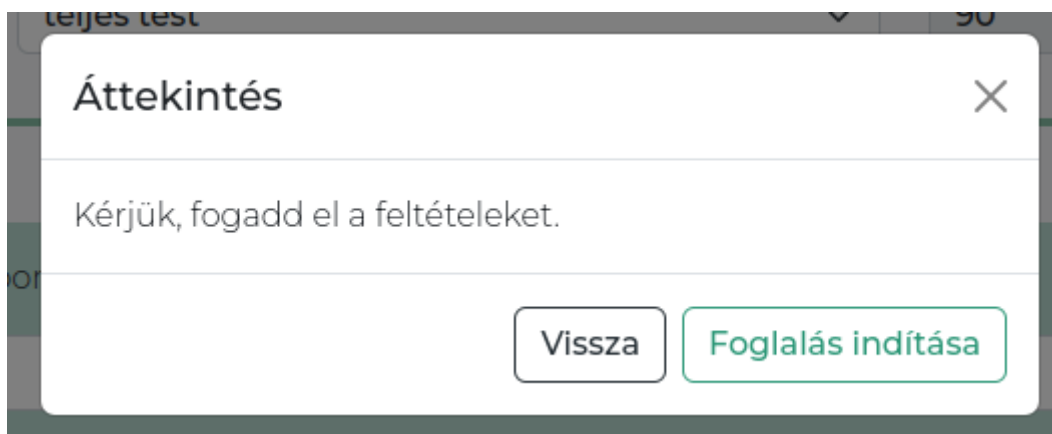 teljes test
90
Áttekintés
Kérjük, fogadd el a feltételeket.
Vissza
Foglalás indítása